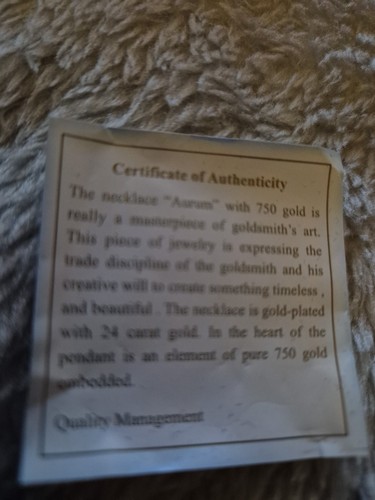 Certificate of Authenticity
The necklace "Aurum" with 750 gold is
really a masterpiece of goldsmith's art.
This piece of jewelry is expressing the
trade discipline of the goldsmith and his
creative will to create something timeless ,
and beautiful . The necklace is gold-plated
with 24 carat gold. In the heart of the
pendant is an element of pure 750 gold
embedded.
Quality Management